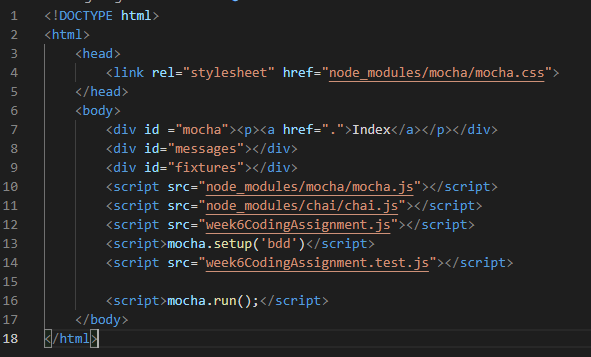 1 <!DOCTYPE html>
2 <html>
3     <head>
4         <link rel="stylesheet" href="node_modules/mocha/mocha.css">
5     </head>
6     <body>
7         <div id ="mocha"><p><a href=".">Index</a></p></div>
8         <div id="messages"></div>
9         <div id="fixtures"></div>
10         <script src="node_modules/mocha/mocha.js"></script>
11         <script src="node_modules/chai/chai.js"></script>
12         <script src="week6CodingAssignment.js"></script>
13         <script>mocha.setup('bdd')</script>
14         <script src="week6CodingAssignment.test.js"></script>
15
16         <script>mocha.run();</script>
17     </body>
18 </html>